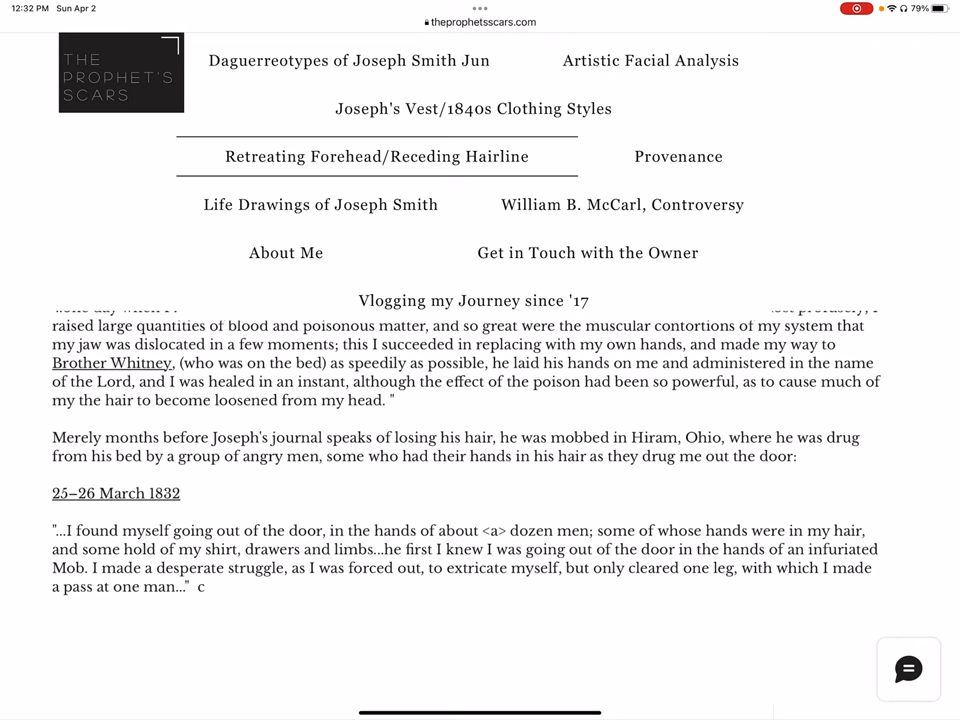 12:32 PM Sun Apr 2
79%
theprophetsscars.com
THE
PROPHET'S
SCARS
Daguerreotypes of Joseph Smith Jun
Artistic Facial Analysis
Joseph's Vest/1840s Clothing Styles
Retreating Forehead/Receding Hairline
Provenance
Life Drawings of Joseph Smith
William B. McCarl, Controversy
About Me
Get in Touch with the Owner
Vlogging my Journey since '17
raised large quantities of blood and poisonous matter, and so great were the muscular contortions of my system that
my jaw was dislocated in a few moments; this I succeeded in replacing with my own hands, and made my way to
Brother Whitney, (who was on the bed) as speedily as possible, he laid his hands on me and administered in the name
of the Lord, and I was healed in an instant, although the effect of the poison had been so powerful, as to cause much of
my the hair to become loosened from my head. "
Merely months before Joseph's journal speaks of losing his hair, he was mobbed in Hiram, Ohio, where he was drug
from his bed by a group of angry men, some who had their hands in his hair as they drug me out the door:
25–26 March 1832
"...I found myself going out of the door, in the hands of about <a> dozen men; some of whose hands were in my hair,
and some hold of my shirt, drawers and limbs...he first I knew I was going out of the door in the hands of an infuriated
Mob. I made a desperate struggle, as I was forced out, to extricate myself, but only cleared one leg, with which I made
a pass at one man..." c